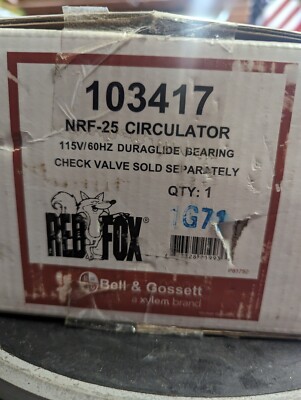 103417
NRF-25 CIRCULATOR
115V/60HZ DURAGLIDE BEARING
CHECK VALVE SOLD SEPARATELY
QTY: 1
1G71
RED FOX®
Bell & Gossett
a xylem brand